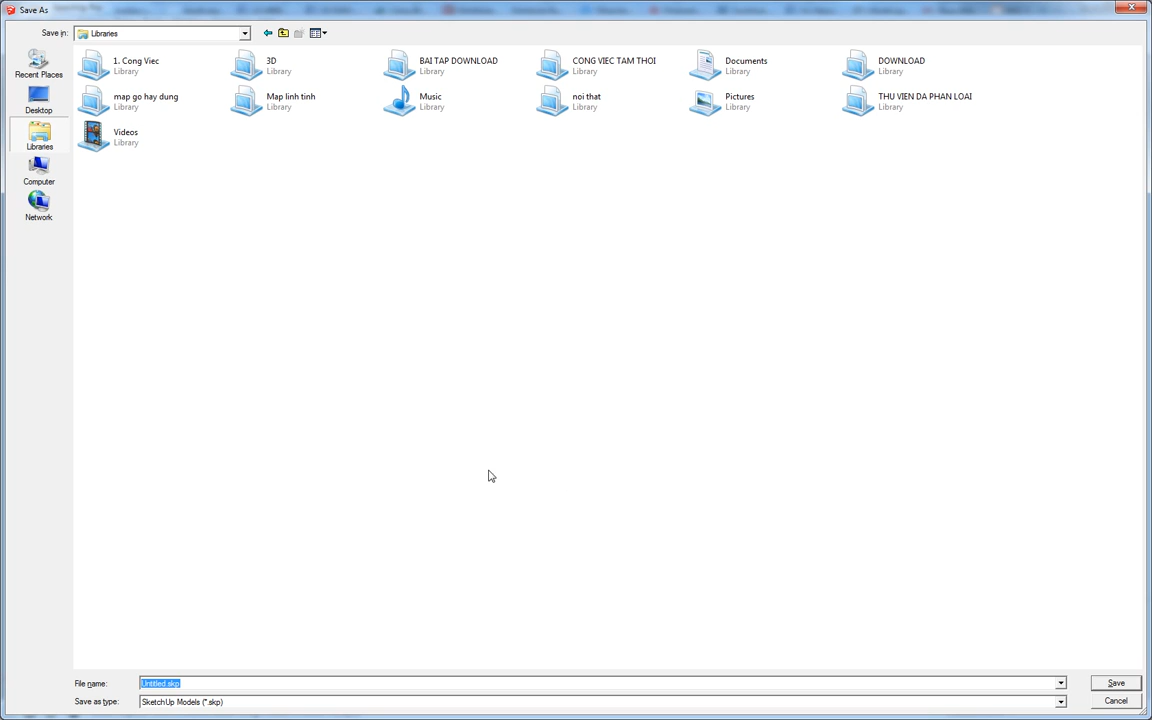 Save As
Save in:
Libraries
Recent Places
Desktop
Libraries
Computer
Network
1. Cong Viec
Library
3D
Library
BAI TAP DOWNLOAD
Library
CONG VIEC TAM THOI
Library
Documents
Library
DOWNLOAD
Library
map go hay dung
Library
Map linh tinh
Library
Music
Library
noi that
Library
Pictures
Library
THU VIEN DA PHAN LOAI
Library
Videos
Library
File name:
Untitled.skp
Save
Save as type:
SketchUp Models (*.skp)
Cancel